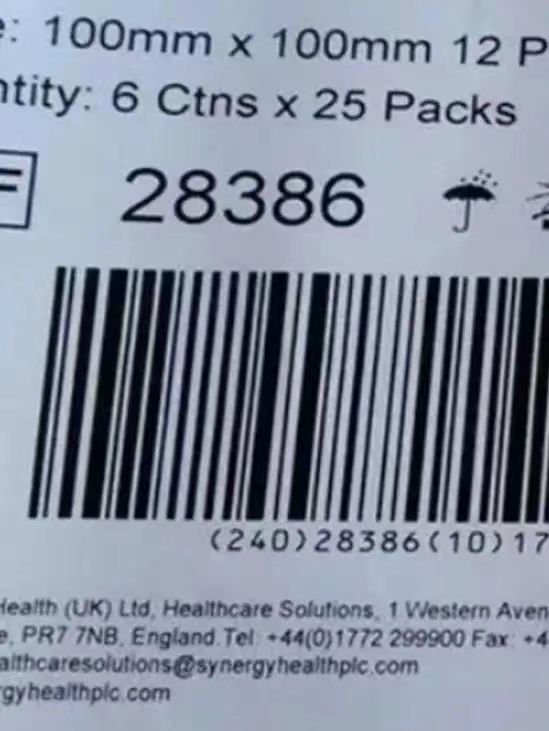 e: 100mm x 100mm 12 P
ntity: 6 Ctns x 25 Packs
F
28386
(240)28386(10)17
Health (UK) Ltd, Healthcare Solutions, 1 Western Aven
e, PR7 7NB, England.Tel: +44(0)1772 299900 Fax: +4
althcaresolutions@synergyhealthplc.com
rgyhealthplc.com